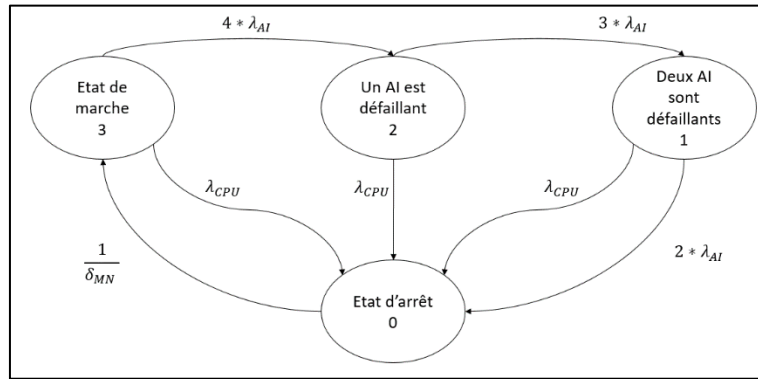 4 * λ_AI
3 * λ_AI
Etat de
marche
3
Un AI est
défaillant
2
Deux AI
sont
défaillants
1
λ_CPU
λ_CPU
λ_CPU
1
δ_MN
2 * λ_AI
Etat d'arrêt
0